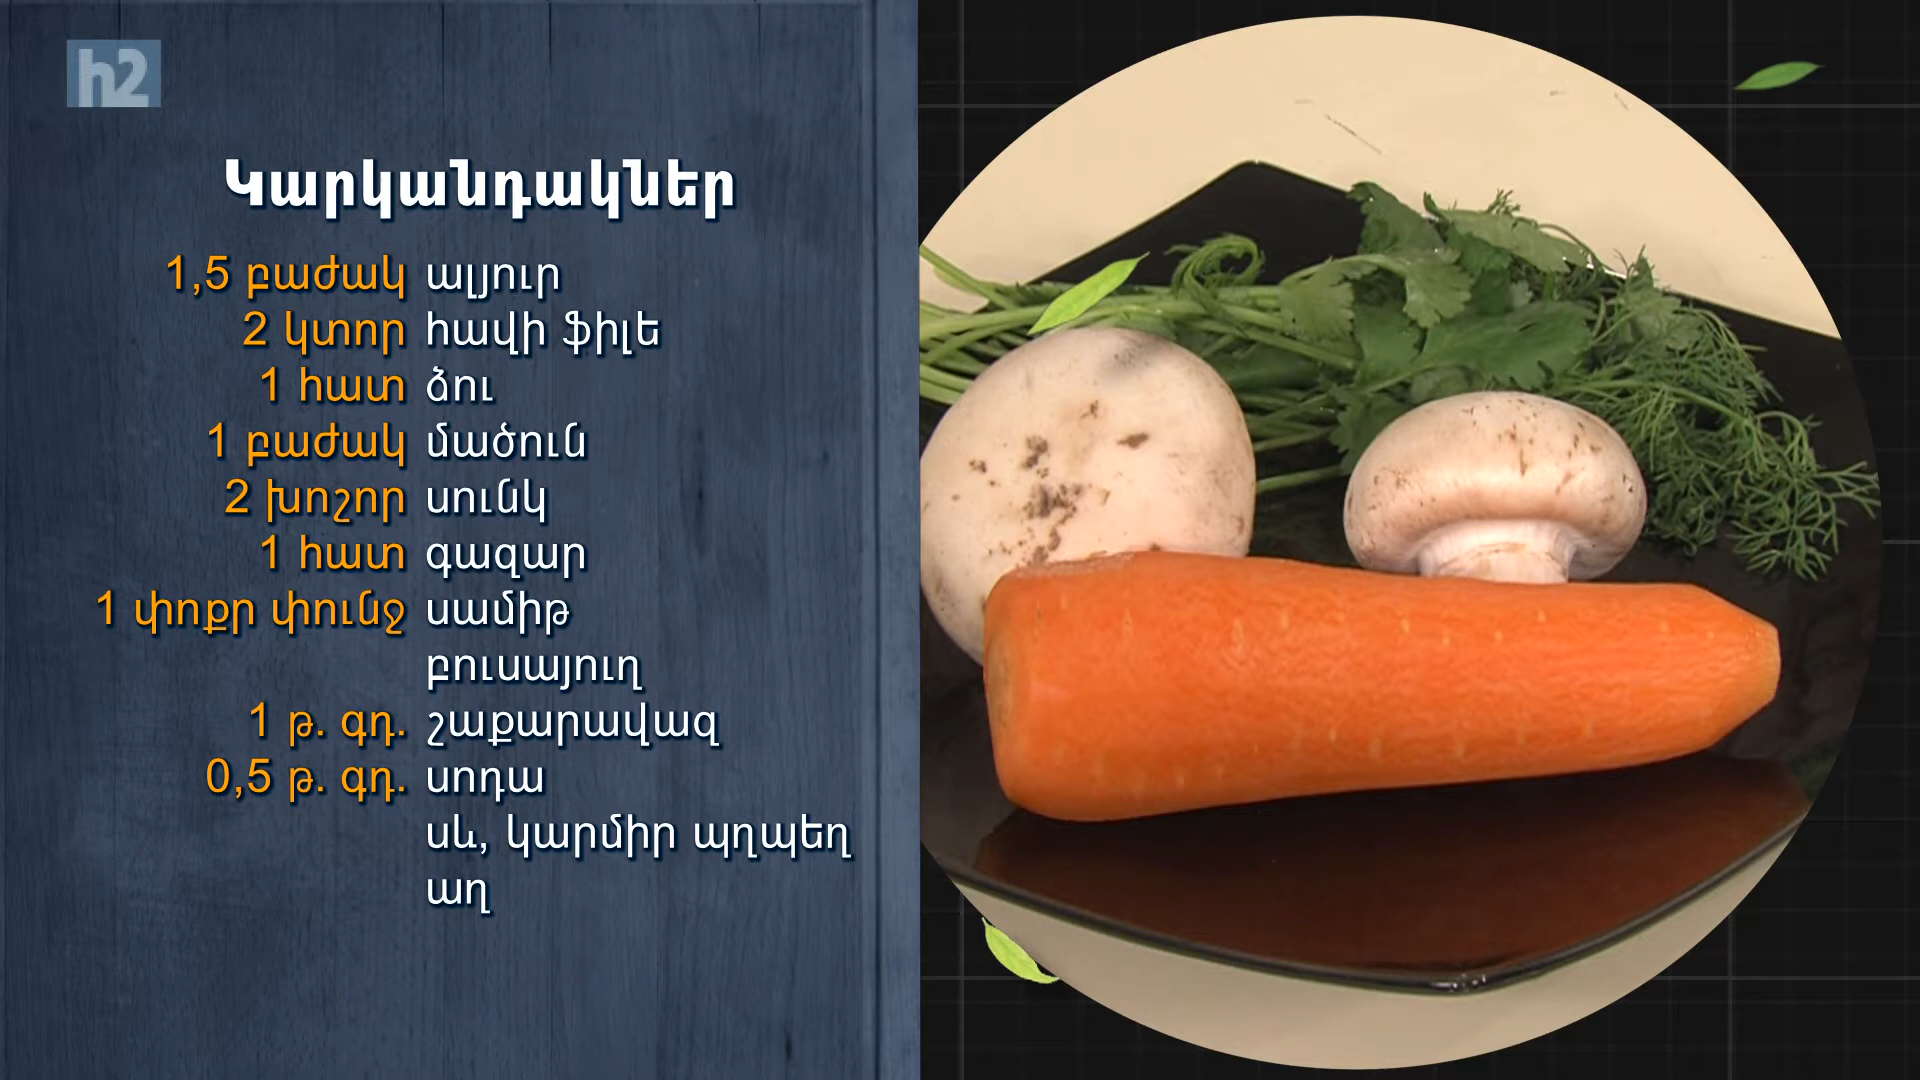 h2
Կարկանդակներ
1,5 բաժակ ալյուր
2 կտոր հավի ֆիլե
1 հատ ձու
1 բաժակ մածուն
2 խոշոր սունկ
1 հատ գազար
1 փոքր փունջ սամիթ
բուսայուղ
1 թ. գդ. շաքարավազ
0,5 թ. գդ. սոդա
սև, կարմիր պղպեղ
աղ